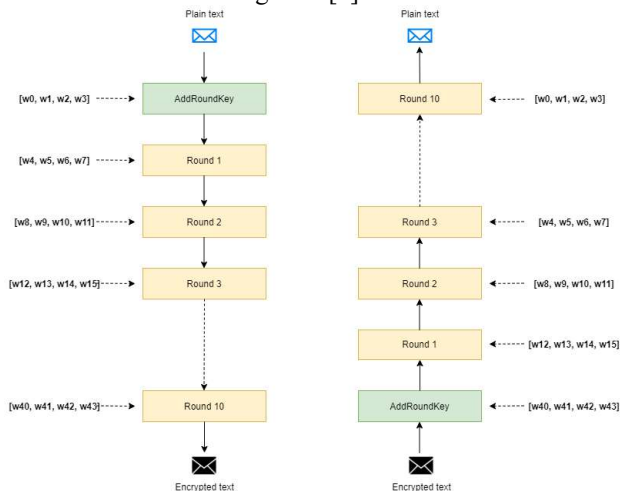 Plain text
Plain text
[w0, w1, w2, w3]
AddRoundKey
Round 10
[w0, w1, w2, w3]
[w4, w5, w6, w7]
Round 1
[w8, w9, w10, w11]
Round 2
Round 3
[w4, w5, w6, w7]
[w12, w13, w14, w15]
Round 3
Round 2
[w8, w9, w10, w11]
Round 1
[w12, w13, w14, w15]
[w40, w41, w42, w43]
Round 10
AddRoundKey
[w40, w41, w42, w43]
Encrypted text
Encrypted text